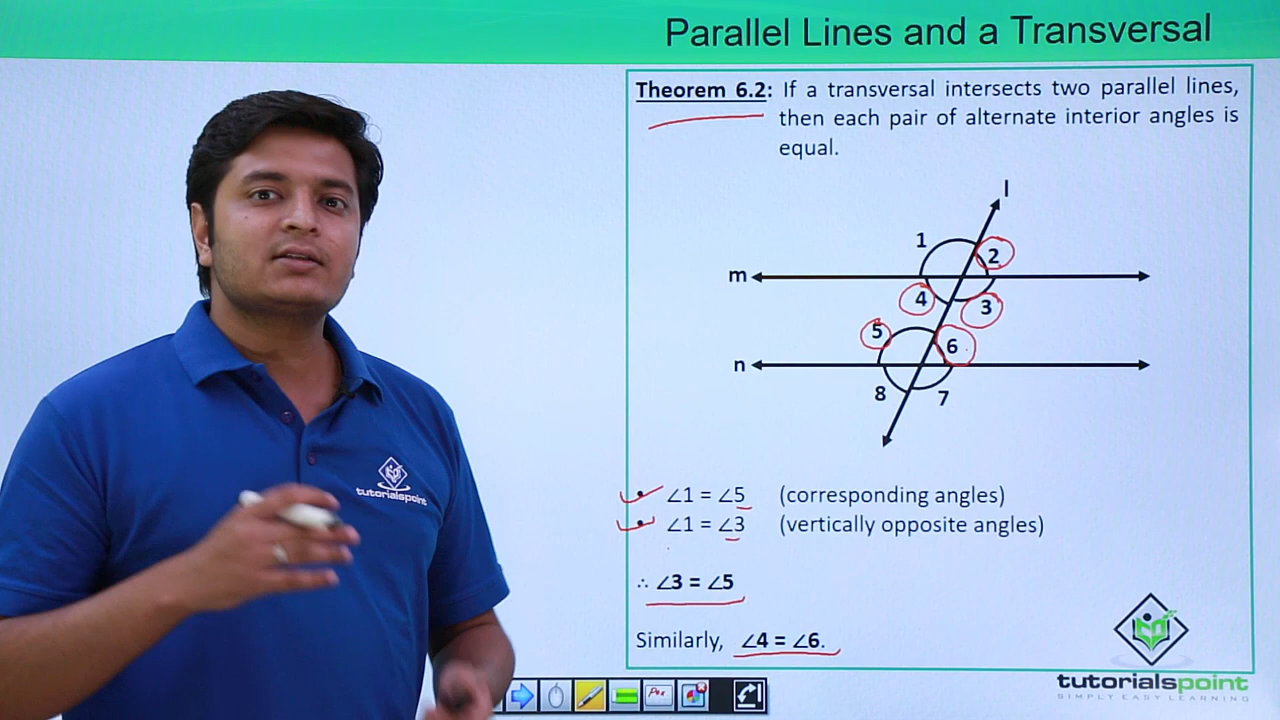 Parallel Lines and a Transversal
Theorem 6.2: If a transversal intersects two parallel lines,
then each pair of alternate interior angles is
equal.
l
1
2
m
4
3
5
6
n
8
7
∠1 = ∠5 (corresponding angles)
∠1 = ∠3 (vertically opposite angles)
∴ ∠3 = ∠5
Similarly, ∠4 = ∠6.
tutorialspoint
tutorialspoint
SIMPLY EASY LEARNING
Pen